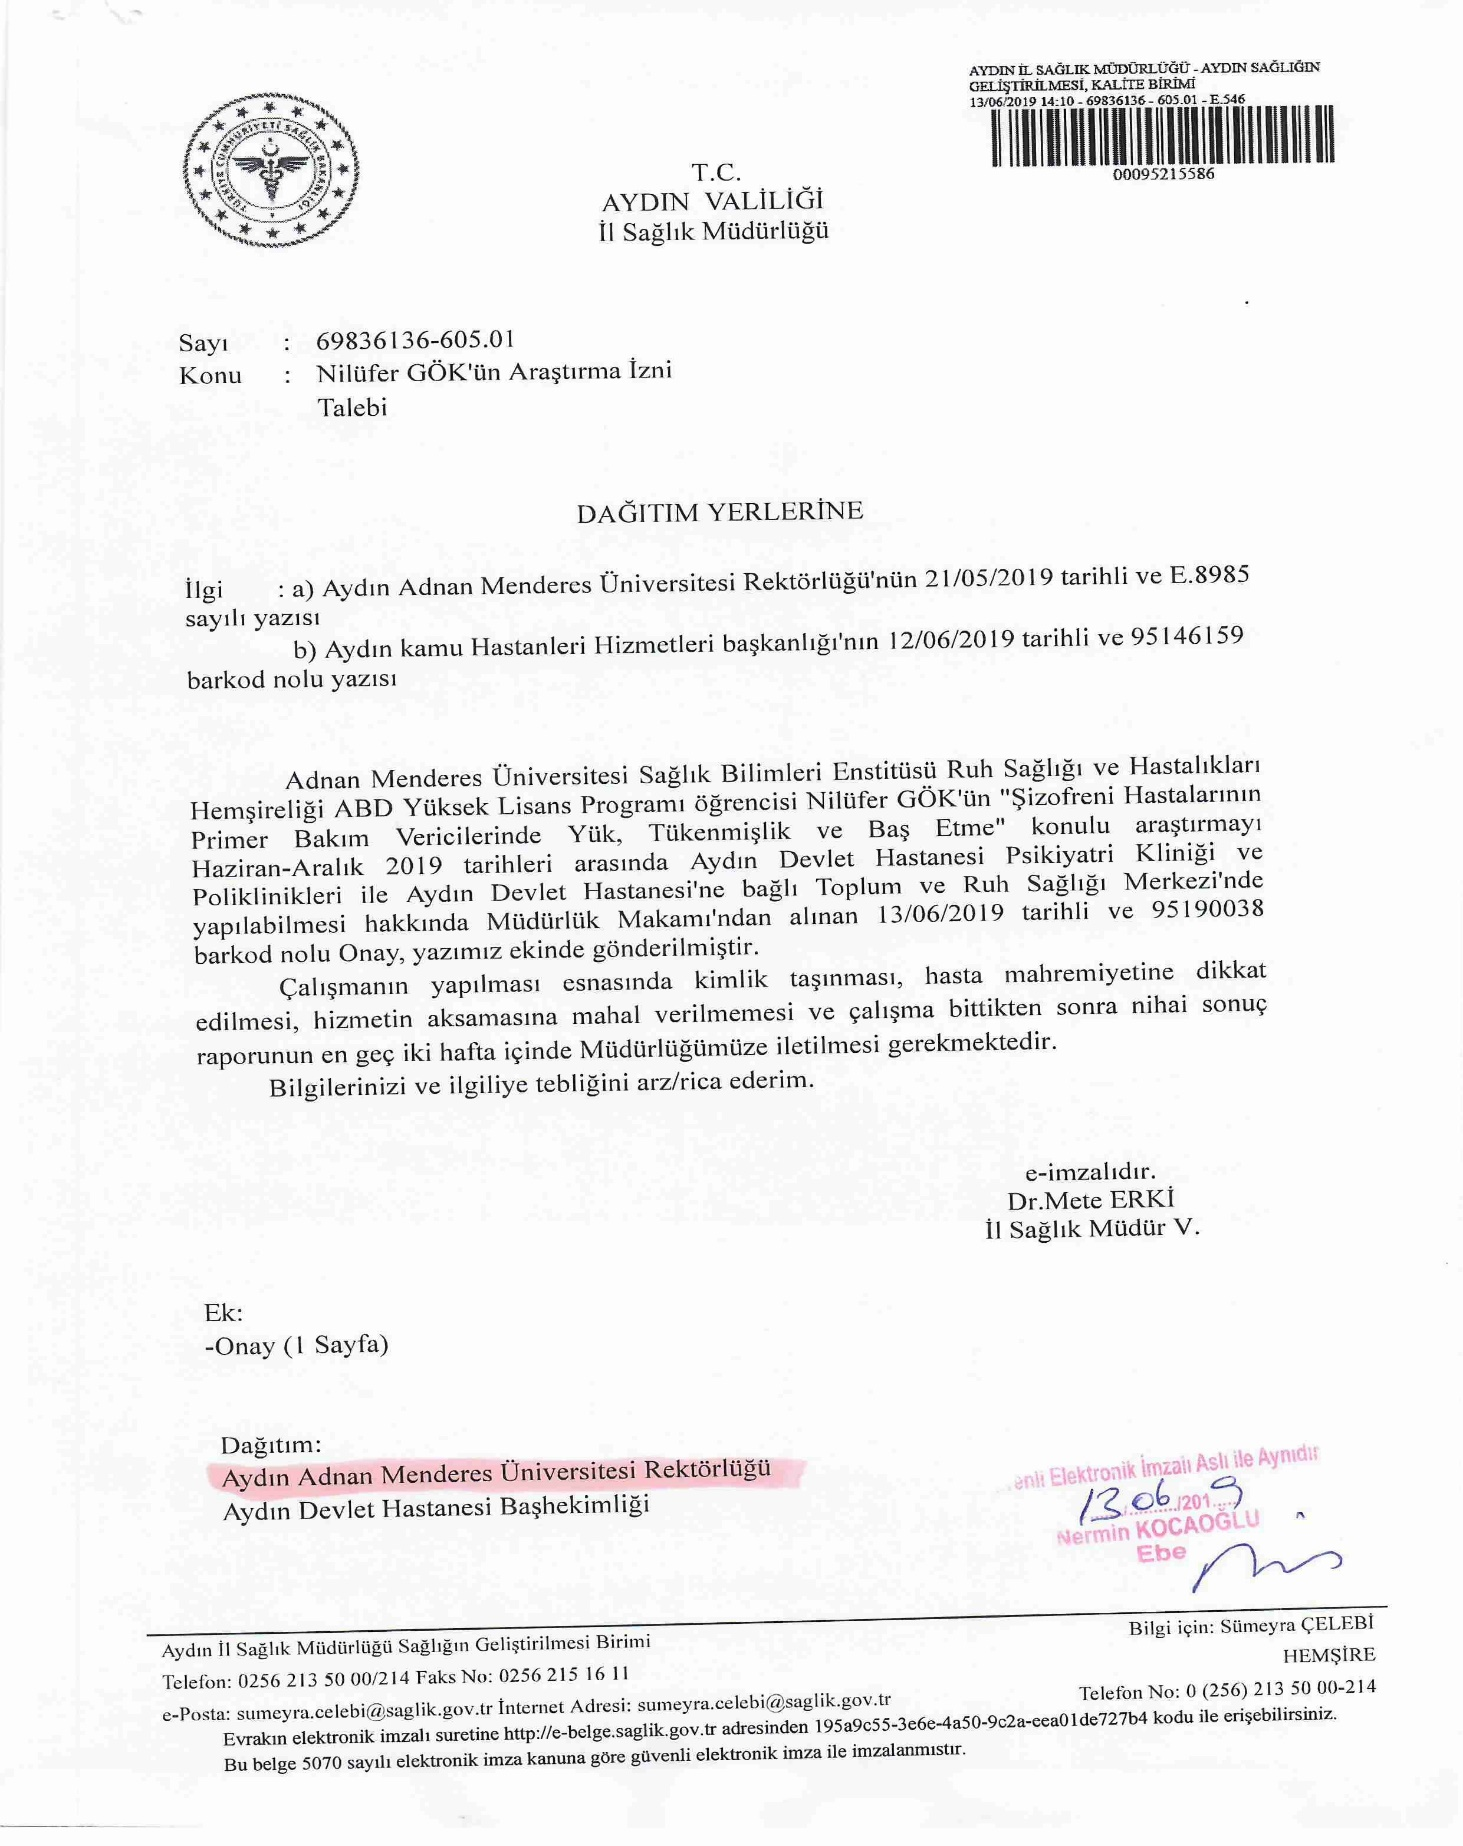 AYDIN İL SAĞLIK MÜDÜRLÜĞÜ - AYDIN SAĞLIĞIN
GELİŞTİRİLMESİ, KALİTE BİRİMİ
13/06/2019 14:10 - 69836136 - 605.01 - E.546
00095215586
TÜRKİYE CUMHURİYETİ SAĞLIK BAKANLIĞI
T.C.
AYDIN VALİLİĞİ
İl Sağlık Müdürlüğü
Sayı : 69836136-605.01
Konu : Nilüfer GÖK'ün Araştırma İzni
Talebi
DAĞITIM YERLERİNE
İlgi : a) Aydın Adnan Menderes Üniversitesi Rektörlüğü'nün 21/05/2019 tarihli ve E.8985
sayılı yazısı
b) Aydın kamu Hastanleri Hizmetleri başkanlığı'nın 12/06/2019 tarihli ve 95146159
barkod nolu yazısı
Adnan Menderes Üniversitesi Sağlık Bilimleri Enstitüsü Ruh Sağlığı ve Hastalıkları
Hemşireliği ABD Yüksek Lisans Programı öğrencisi Nilüfer GÖK'ün "Şizofreni Hastalarının
Primer Bakım Vericilerinde Yük, Tükenmişlik ve Baş Etme" konulu araştırmayı
Haziran-Aralık 2019 tarihleri arasında Aydın Devlet Hastanesi Psikiyatri Kliniği ve
Poliklinikleri ile Aydın Devlet Hastanesi'ne bağlı Toplum ve Ruh Sağlığı Merkezi'nde
yapılabilmesi hakkında Müdürlük Makamı'ndan alınan 13/06/2019 tarihli ve 95190038
barkod nolu Onay, yazımız ekinde gönderilmiştir.
Çalışmanın yapılması esnasında kimlik taşınması, hasta mahremiyetine dikkat
edilmesi, hizmetin aksamasına mahal verilmemesi ve çalışma bittikten sonra nihai sonuç
raporunun en geç iki hafta içinde Müdürlüğümüze iletilmesi gerekmektedir.
Bilgilerinizi ve ilgiliye tebliğini arz/rica ederim.
e-imzalıdır.
Dr.Mete ERKİ
İl Sağlık Müdür V.
Ek:
-Onay (1 Sayfa)
Dağıtım:
Aydın Adnan Menderes Üniversitesi Rektörlüğü
Aydın Devlet Hastanesi Başhekimliği
enli Elektronik İmzalı Aslı ile Aynıdır
13.06./2019
Nermin KOCAOĞLU
Ebe
Aydın İl Sağlık Müdürlüğü Sağlığın Geliştirilmesi Birimi
Bilgi için: Sümeyra ÇELEBİ
HEMŞİRE
Telefon: 0256 213 50 00/214 Faks No: 0256 215 16 11
e-Posta: sumeyra.celebi@saglik.gov.tr İnternet Adresi: sumeyra.celebi@saglik.gov.tr
Telefon No: 0 (256) 213 50 00-214
Evrakın elektronik imzalı suretine http://e-belge.saglik.gov.tr adresinden 195a9c55-3e6e-4a50-9c2a-eea01de727b4 kodu ile erişebilirsiniz.
Bu belge 5070 sayılı elektronik imza kanuna göre güvenli elektronik imza ile imzalanmıştır.